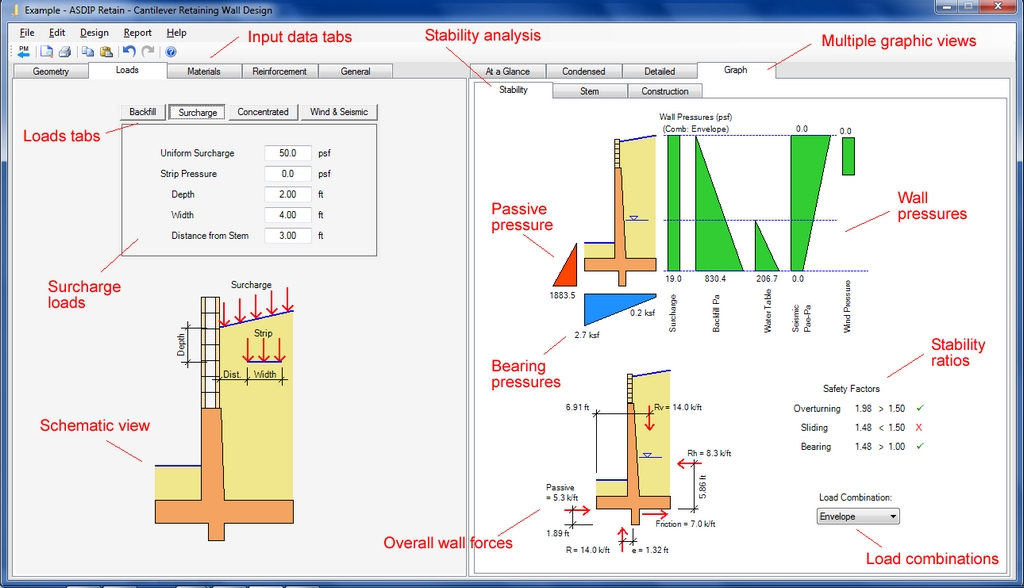 Example - ASDIP Retain - Cantilever Retaining Wall Design
File Edit Design Report Help
PM
Input data tabs
Stability analysis
Multiple graphic views
Geometry Loads Materials Reinforcement General
At a Glance Condensed Detailed Graph
Stability Stem Construction
Backfill Surcharge Concentrated Wind & Seismic
Loads tabs
Uniform Surcharge 50.0 psf
Strip Pressure 0.0 psf
Depth 2.00 ft
Width 4.00 ft
Distance from Stem 3.00 ft
Surcharge loads
Surcharge
Strip
Depth
Dist. Width
Schematic view
Wall Pressures (psf)
(Comb: Envelope)
0.0
0.0
Passive pressure
Wall pressures
1883.5
19.0 830.4 206.7 0.0
0.2 ksf
2.7 ksf
Surcharge
Backfill Pa
Water Table
Seismic Pae-Pa
Wind Pressure
Bearing pressures
Stability ratios
6.91 ft
Rv = 14.0 k/ft
Rh = 8.3 k/ft
5.86 ft
Passive
= 5.3 k/ft
1.89 ft
Friction = 7.0 k/ft
R = 14.0 k/ft
e = 1.32 ft
Overall wall forces
Safety Factors
Overturning 1.98 > 1.50 ✓
Sliding 1.48 < 1.50 X
Bearing 1.48 > 1.00 ✓
Load Combination:
Envelope
Load combinations